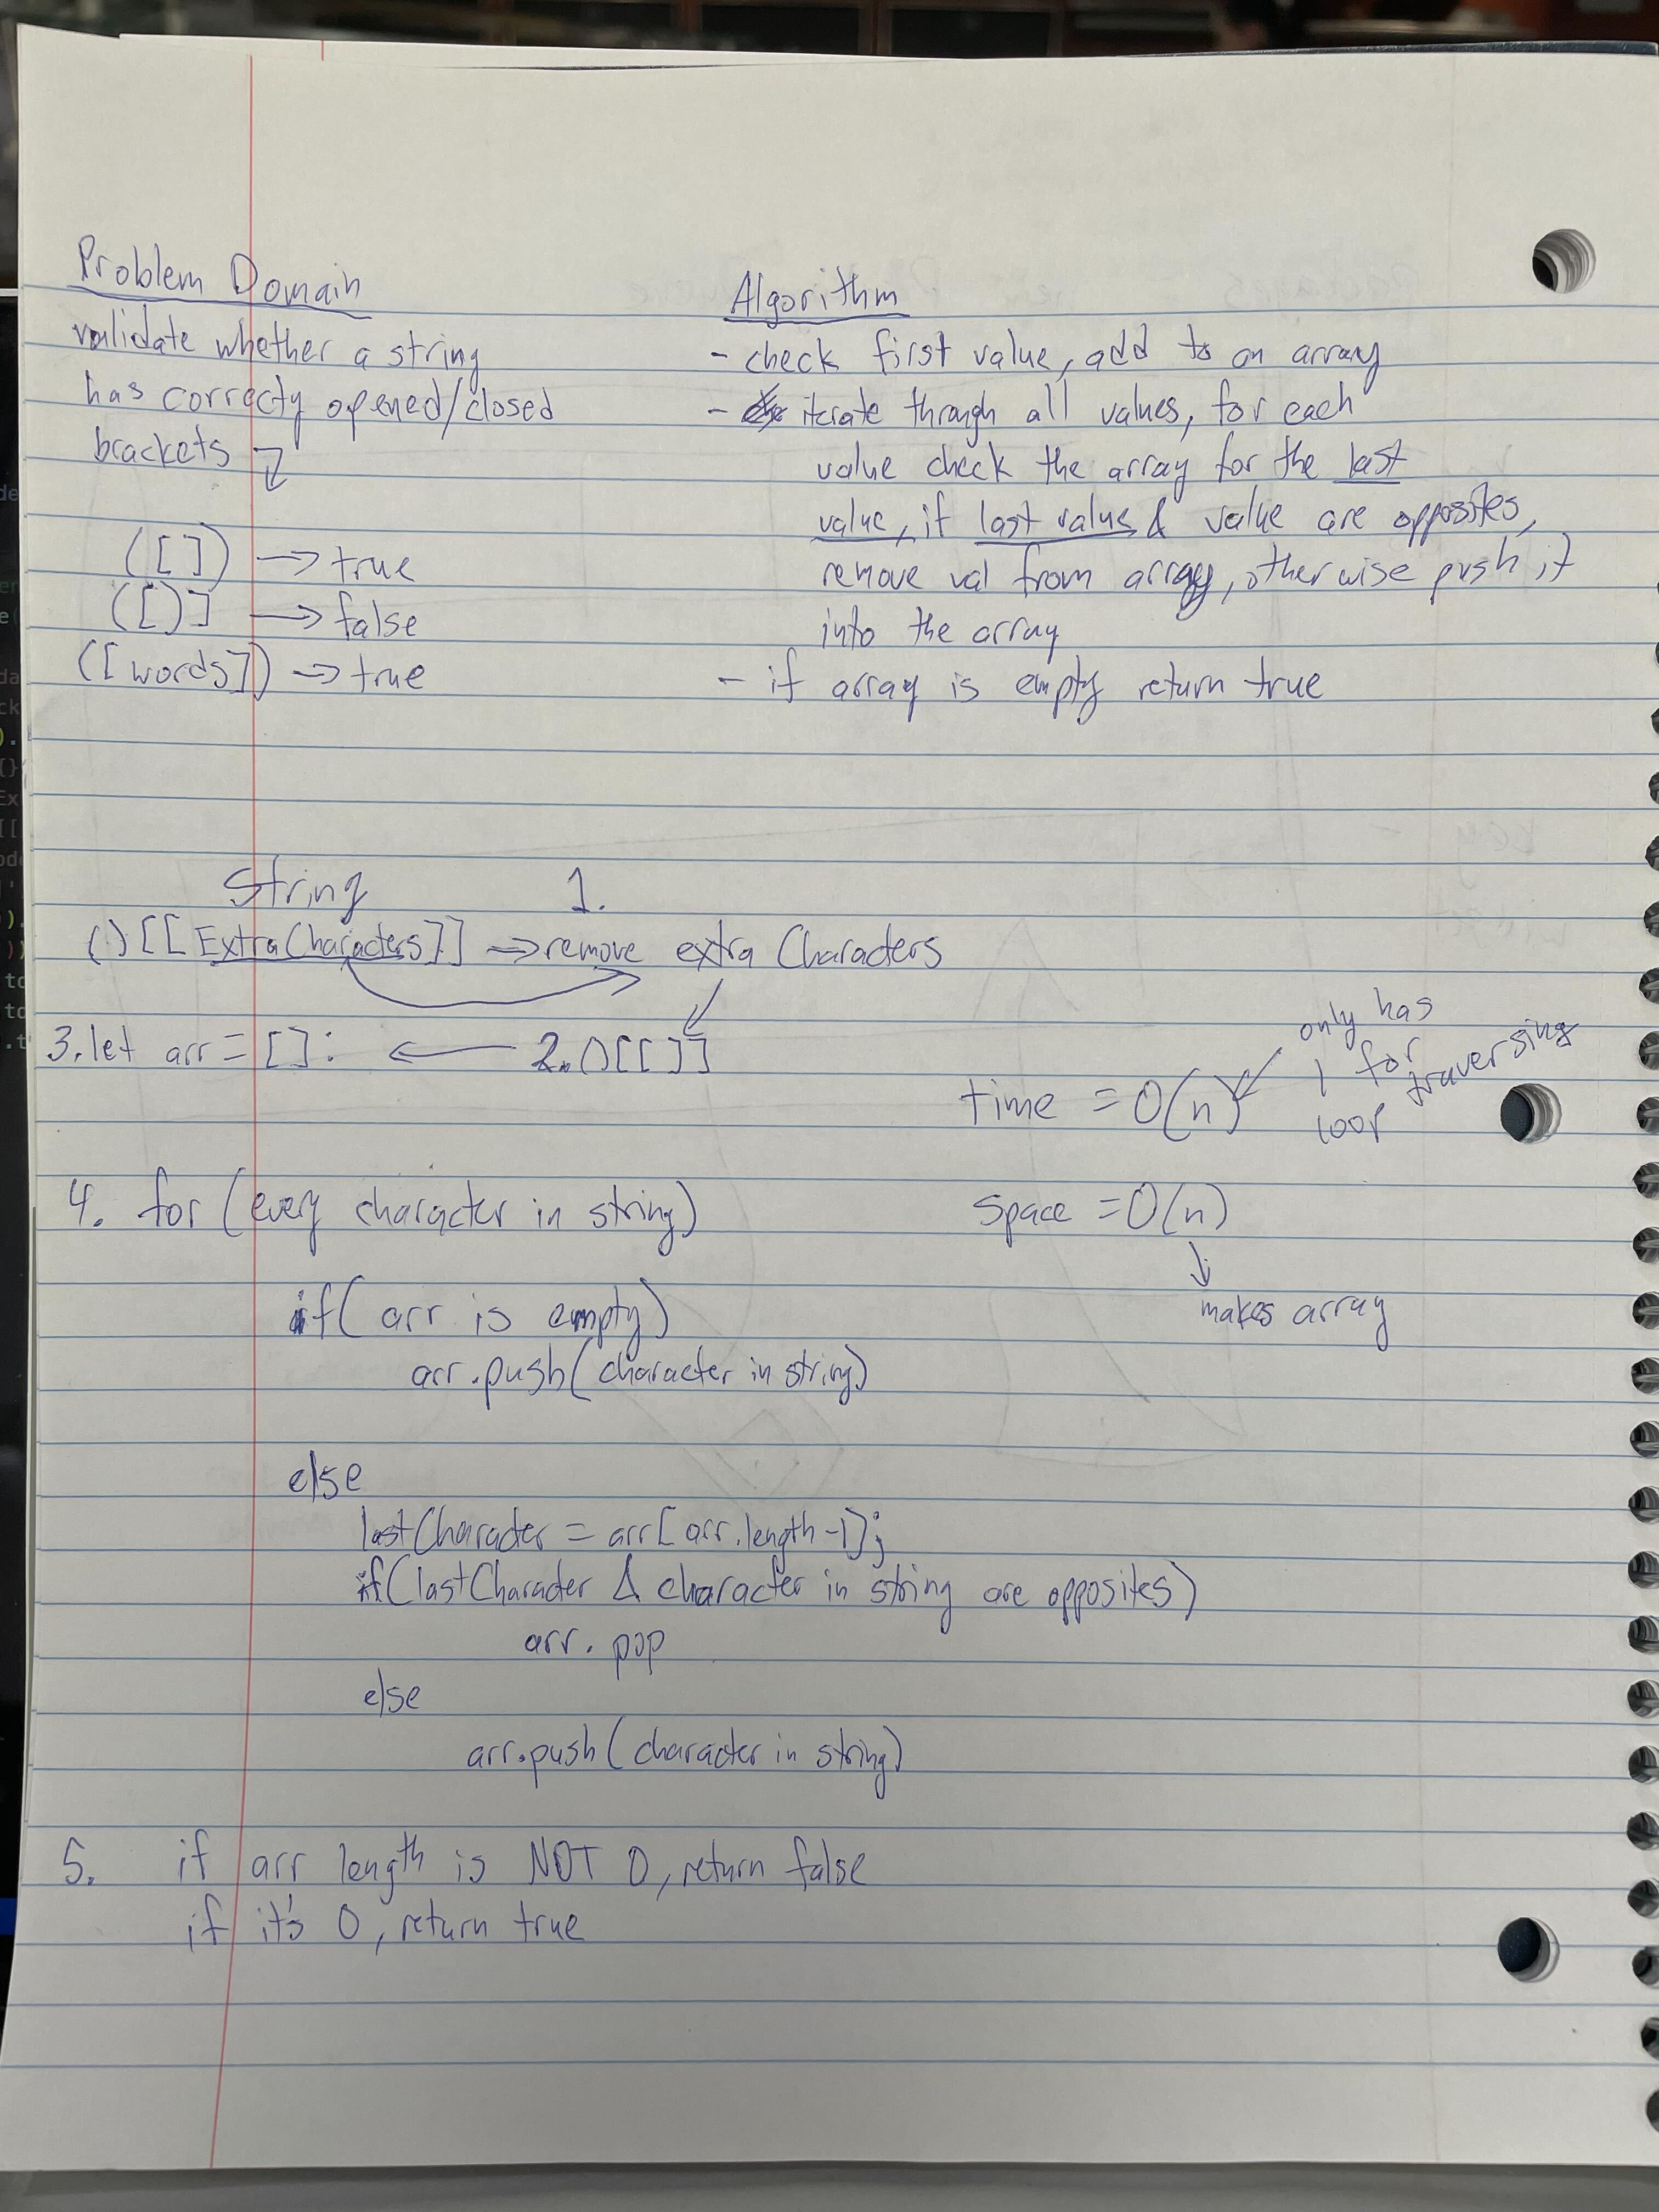 Problem Domain
validate whether a string
has correcty opened/closed
brackets
([]) → true
([)] → false
([words]) → true
Algorithm
- check first value, add to an array
- iterate through all values, for each
value check the array for the last
value, if last value & value are opposites,
remove val from array, otherwise push it
into the array
- if array is empty return true
String
()[[ExtraCharacters]] → remove extra Characters
1.
2. ()[[]]
3. let arr = []:
time = O(n)
only has
1 for
loop
traversing
space = O(n)
↓
makes array
4. for (every character in string)
if( arr is empty)
arr.push(character in string)
else
lastCharacter = arr[arr.length-1];
if(lastCharacter & character in string are opposites)
arr.pop
else
arr.push(character in string)
5. if arr length is NOT 0, return false
if it's 0, return true